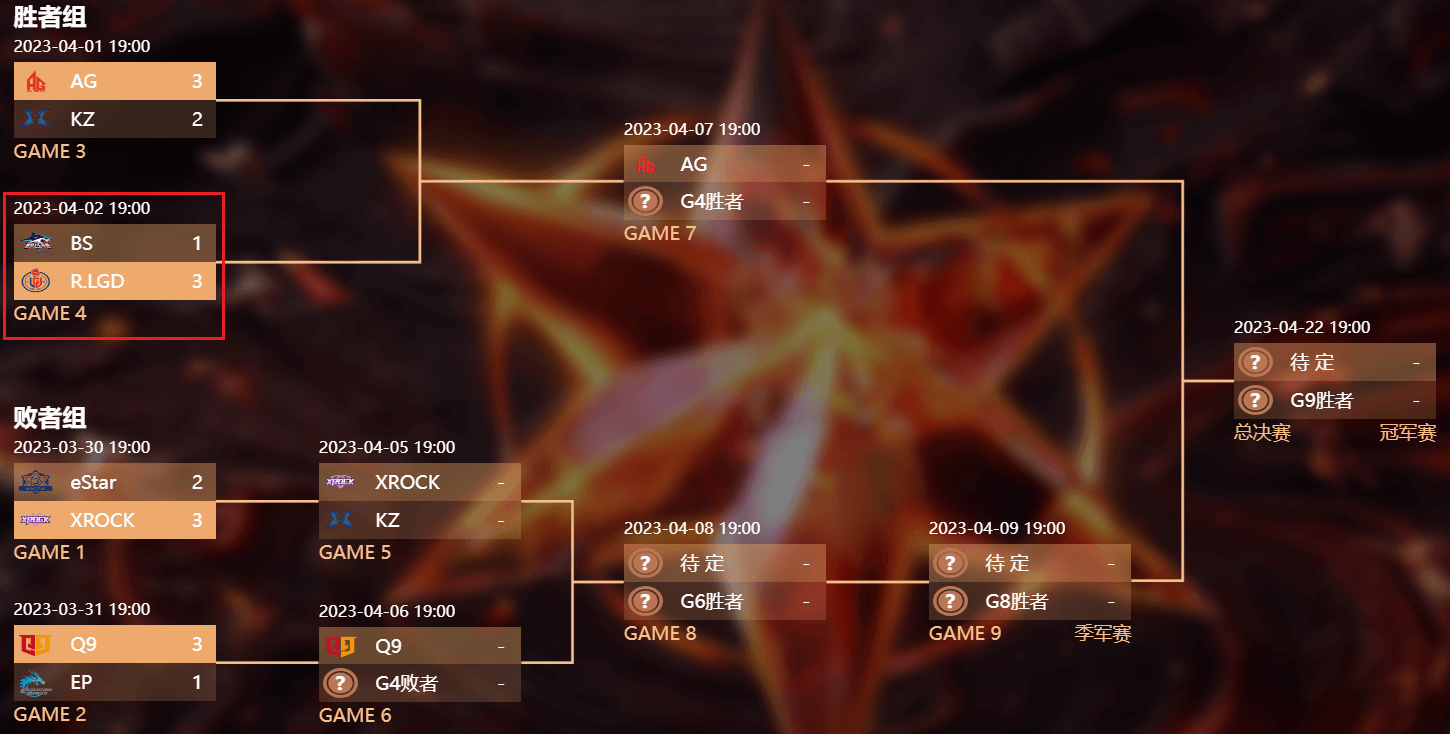 胜者组
2023-04-01 19:00
AG 3
KZ 2
GAME 3
2023-04-02 19:00
BS 1
R.LGD 3
GAME 4
2023-04-07 19:00
AG -
? G4胜者 -
GAME 7
2023-04-22 19:00
? 待定 -
? G9胜者 -
总决赛 冠军赛
败者组
2023-03-30 19:00
eStar 2
XROCK XROCK 3
GAME 1
2023-03-31 19:00
Q9 3
EP 1
GAME 2
2023-04-05 19:00
XROCK XROCK -
KZ -
GAME 5
2023-04-06 19:00
Q9 -
? G4败者 -
GAME 6
2023-04-08 19:00
? 待定 -
? G6胜者 -
GAME 8
2023-04-09 19:00
? 待定 -
? G8胜者 -
GAME 9 季军赛